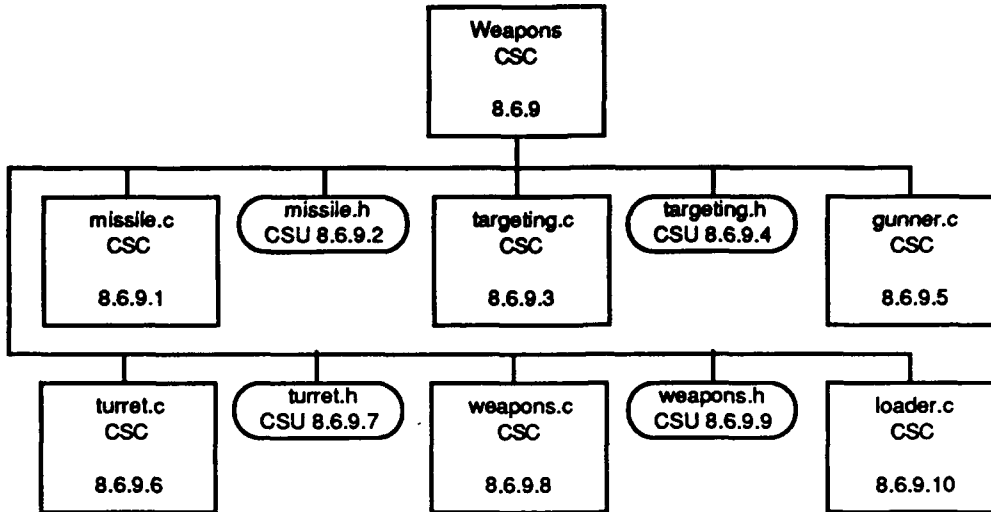 Weapons
CSC
8.6.9
missile.c
CSC
8.6.9.1
missile.h
CSU 8.6.9.2
targeting.c
CSC
8.6.9.3
targeting.h
CSU 8.6.9.4
gunner.c
CSC
8.6.9.5
turret.c
CSC
8.6.9.6
turret.h
CSU 8.6.9.7
weapons.c
CSC
8.6.9.8
weapons.h
CSU 8.6.9.9
loader.c
CSC
8.6.9.10